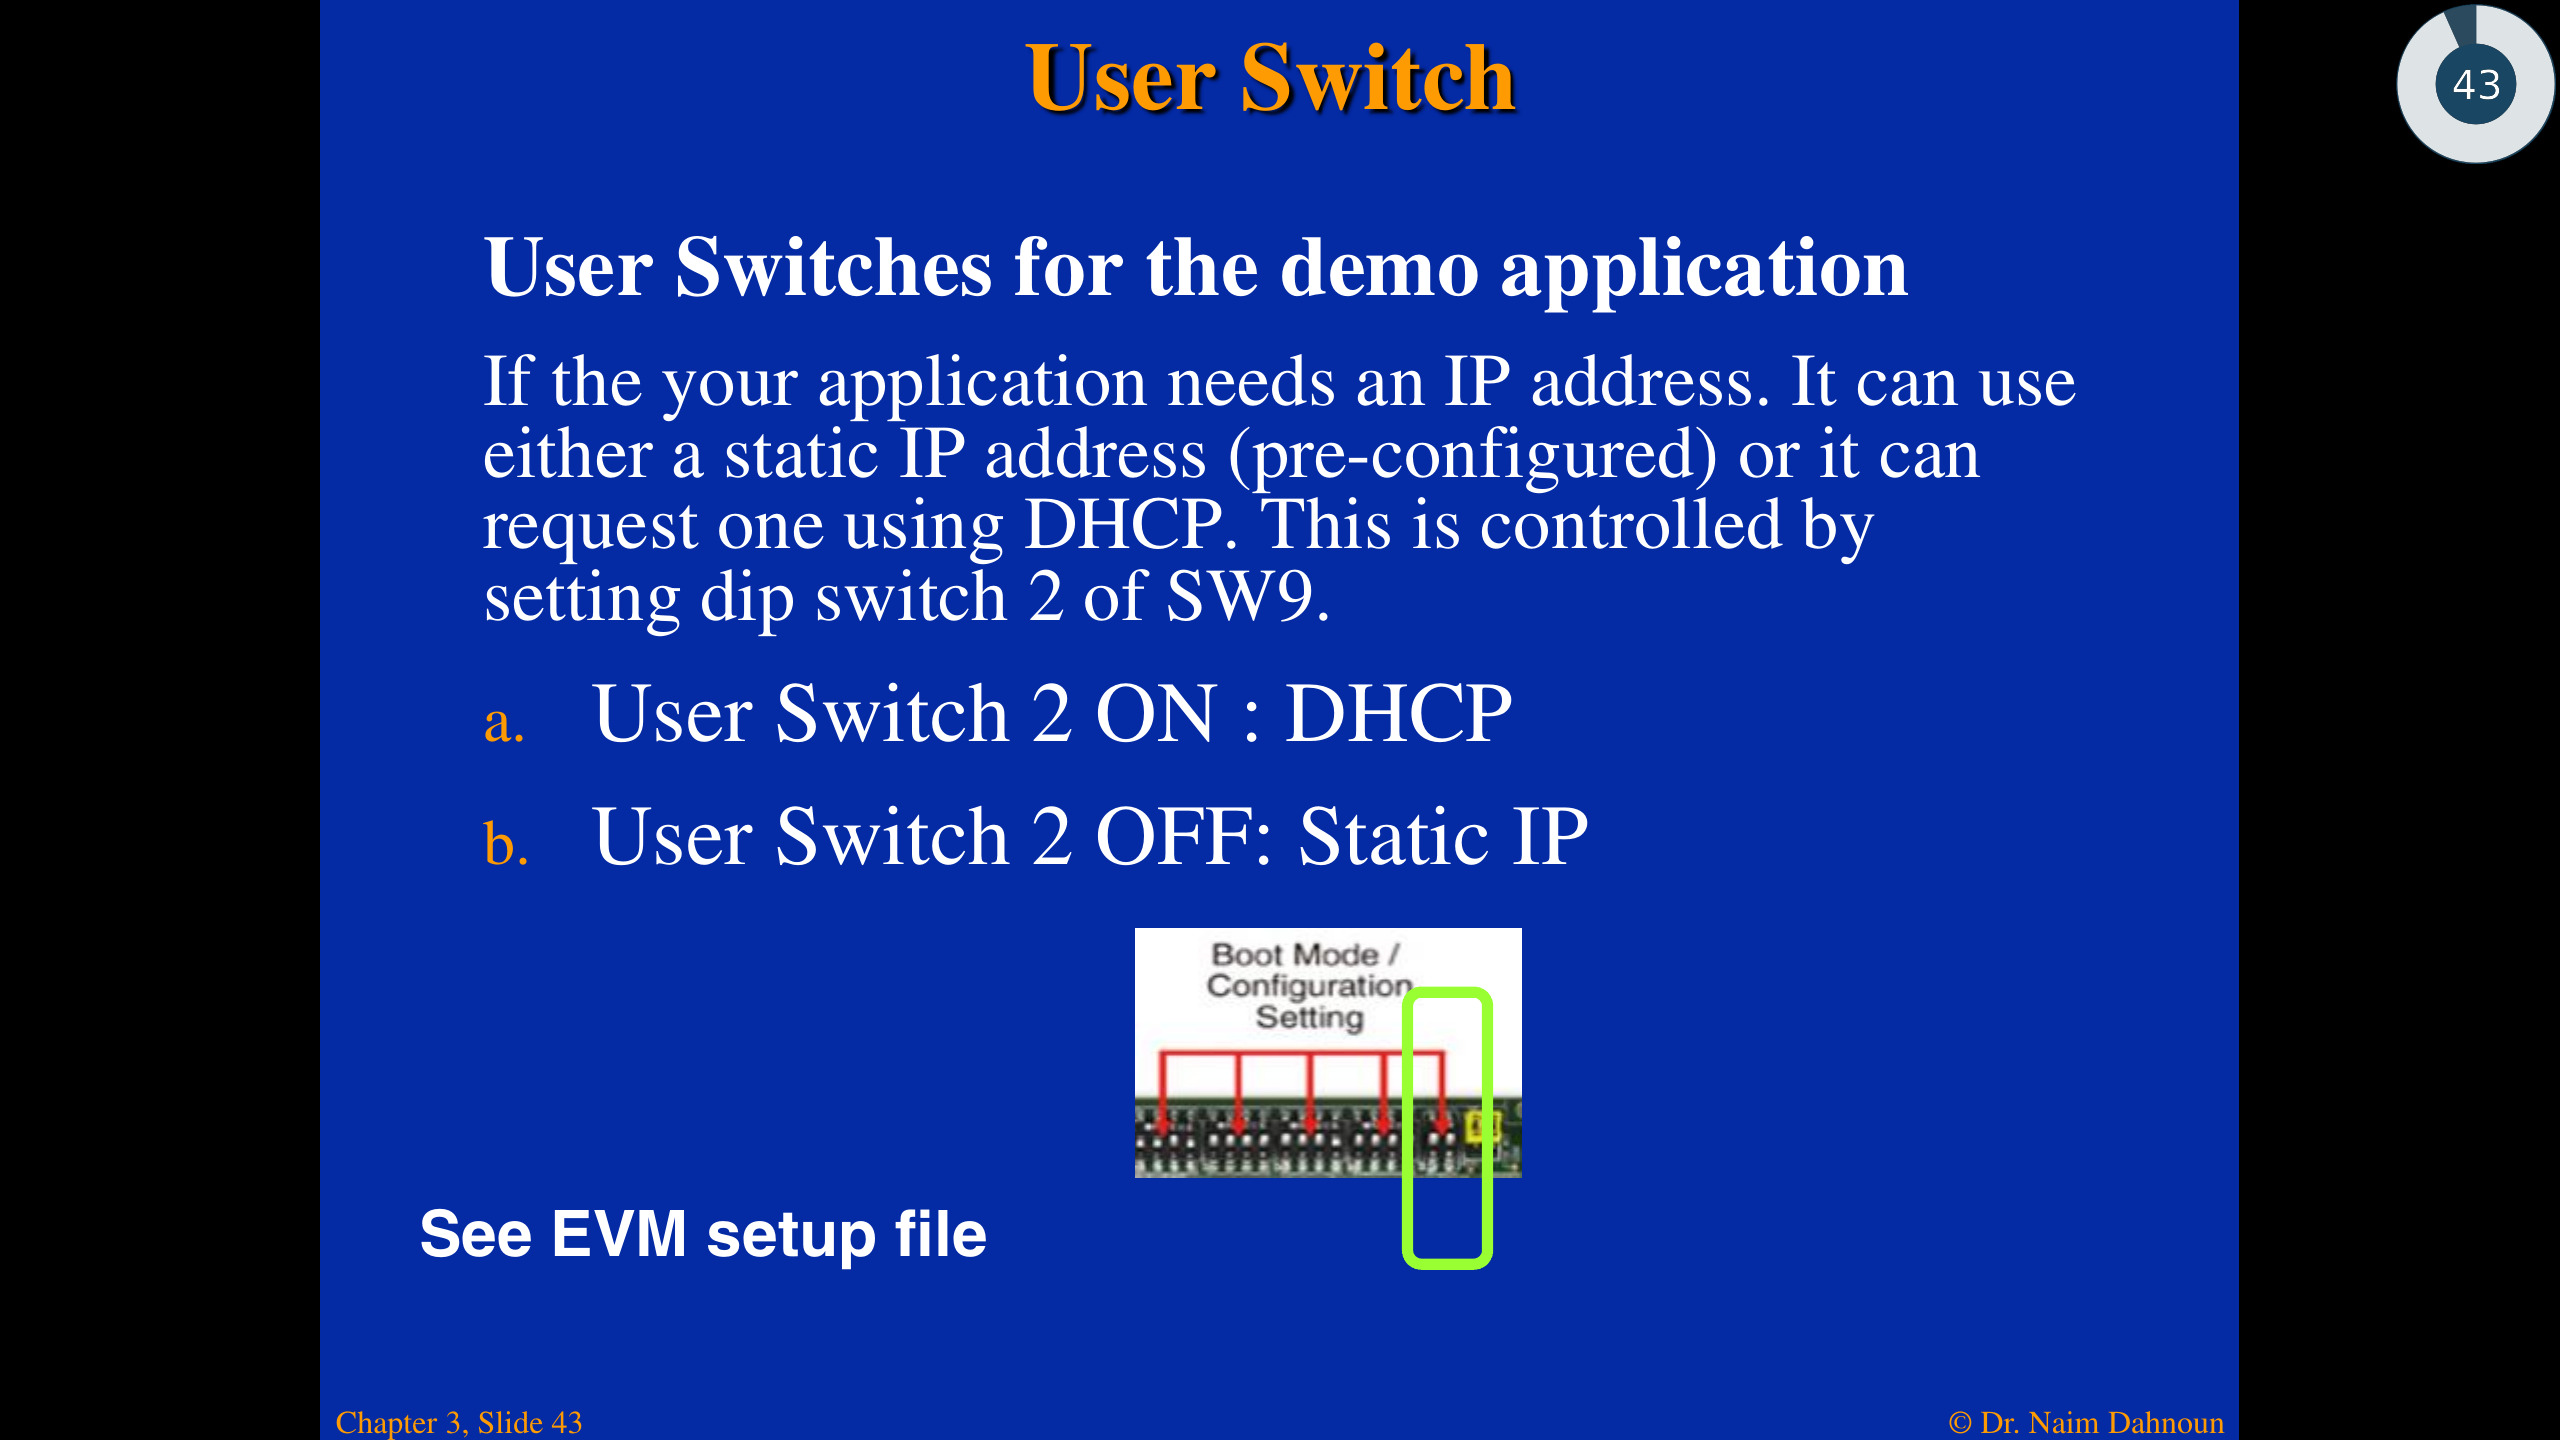 User Switch
43
User Switches for the demo application
If the your application needs an IP address. It can use
either a static IP address (pre-configured) or it can
request one using DHCP. This is controlled by
setting dip switch 2 of SW9.
a. User Switch 2 ON : DHCP
b. User Switch 2 OFF: Static IP
Boot Mode /
Configuration
Setting
See EVM setup file
Chapter 3, Slide 43
© Dr. Naim Dahnoun